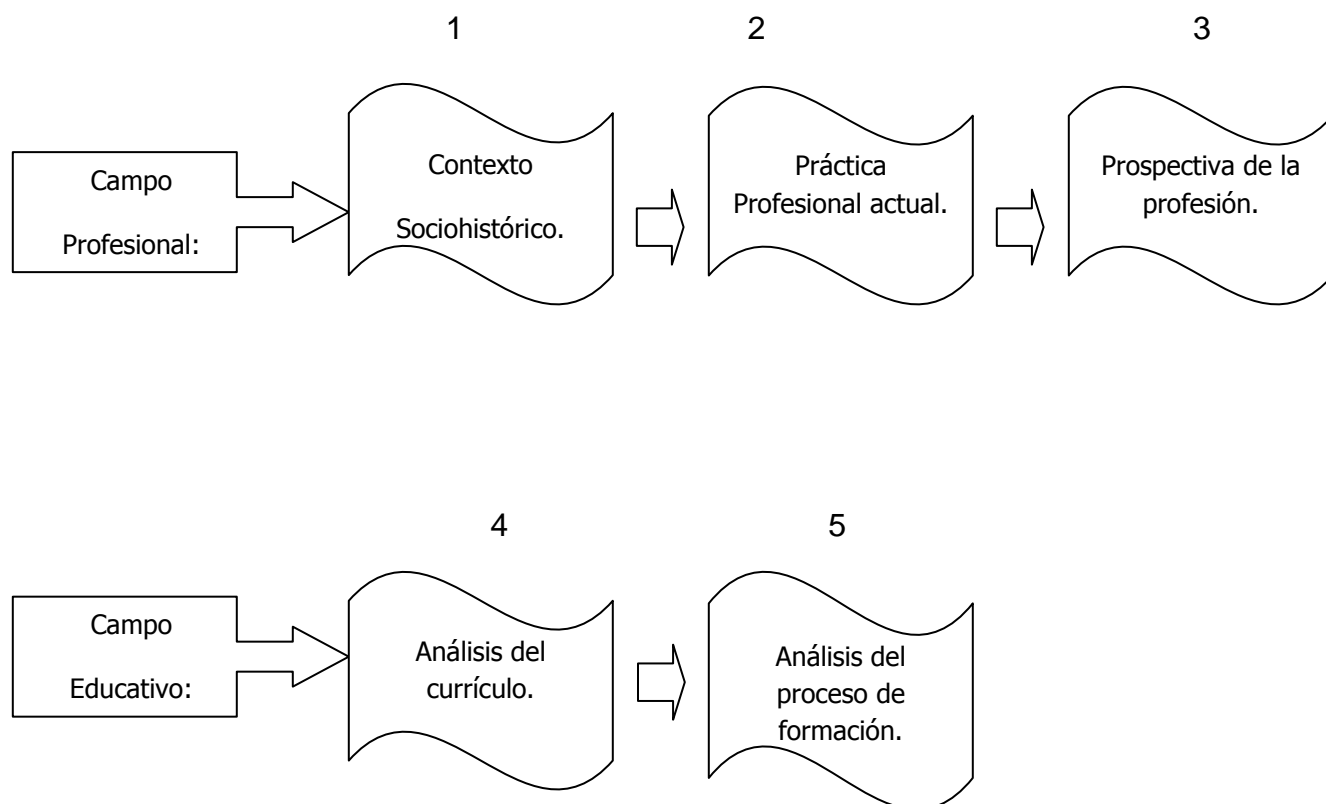 1
2
3
Campo
Profesional:
Contexto
Sociohistórico.
Práctica
Profesional actual.
Prospectiva de la
profesión.
4
5
Campo
Educativo:
Análisis del
currículo.
Análisis del
proceso de
formación.